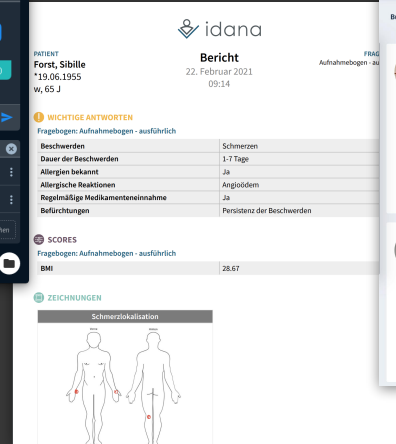 idana
PATIENT
Forst, Sibille
*19.06.1955
w, 65 J
Bericht
22. Februar 2021
09:14
FRAG
Aufnahmebogen - au
WICHTIGE ANTWORTEN
Fragebogen: Aufnahmebogen - ausführlich
Beschwerden Schmerzen
Dauer der Beschwerden 1-7 Tage
Allergien bekannt Ja
Allergische Reaktionen Angioödem
Regelmäßige Medikamenteneinnahme Ja
Befürchtungen Persistenz der Beschwerden
SCORES
Fragebogen: Aufnahmebogen - ausführlich
BMI 28.67
ZEICHNUNGEN
Schmerzlokalisation